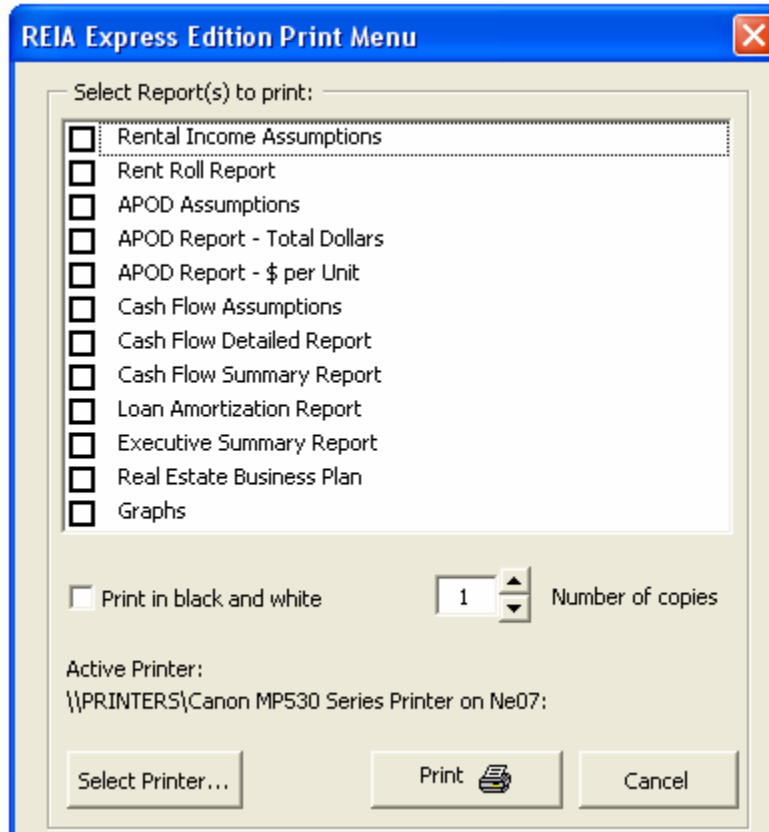 REIA Express Edition Print Menu
Select Report(s) to print:
Rental Income Assumptions
Rent Roll Report
APOD Assumptions
APOD Report - Total Dollars
APOD Report - $ per Unit
Cash Flow Assumptions
Cash Flow Detailed Report
Cash Flow Summary Report
Loan Amortization Report
Executive Summary Report
Real Estate Business Plan
Graphs
Print in black and white 1 Number of copies
Active Printer:
\\PRINTERS\Canon MP530 Series Printer on Ne07:
Select Printer... Print Cancel